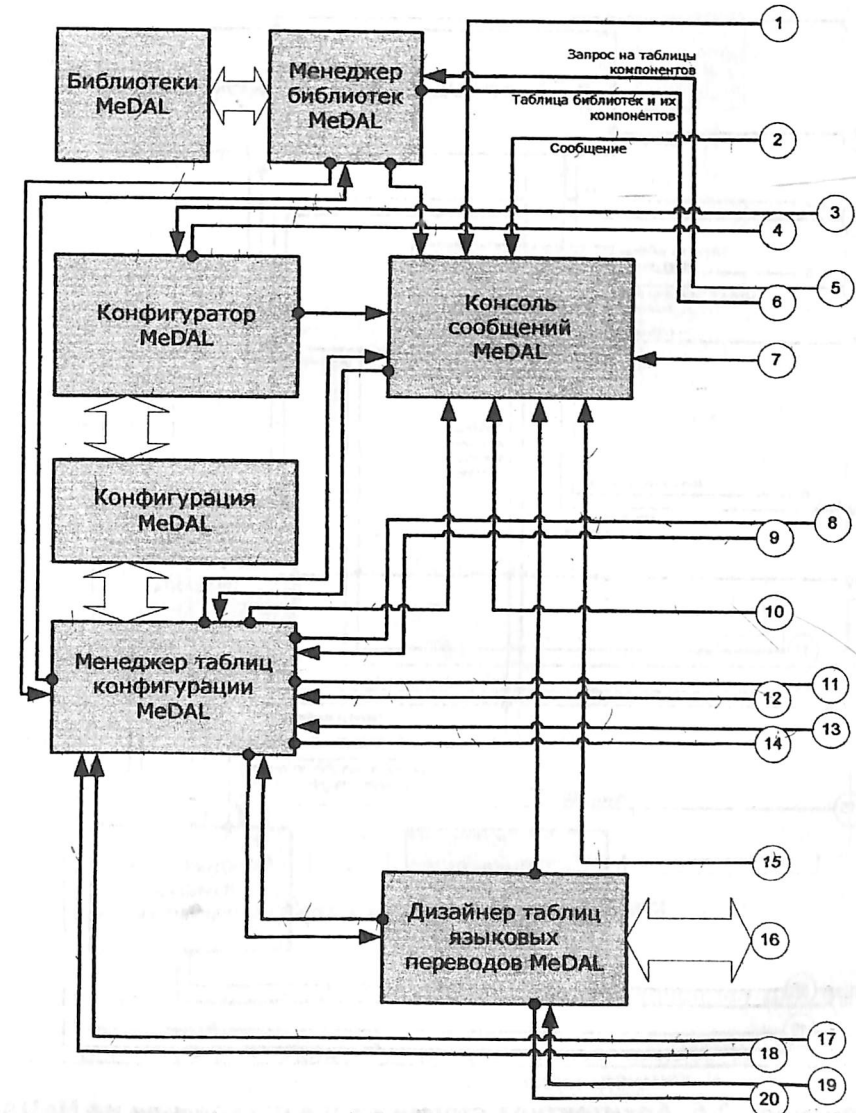 1
Библиотеки
MeDAL
Менеджер
библиотек
MeDAL
Запрос на таблицы
компонентов
Таблица библиотек и их
компонентов
Сообщение
2
3
4
5
6
Конфигуратор
MeDAL
Консоль
сообщений
MeDAL
7
Конфигурация
MeDAL
8
9
10
Менеджер таблиц
конфигурации
MeDAL
11
12
13
14
15
Дизайнер таблиц
языковых
переводов MeDAL
16
17
18
19
20